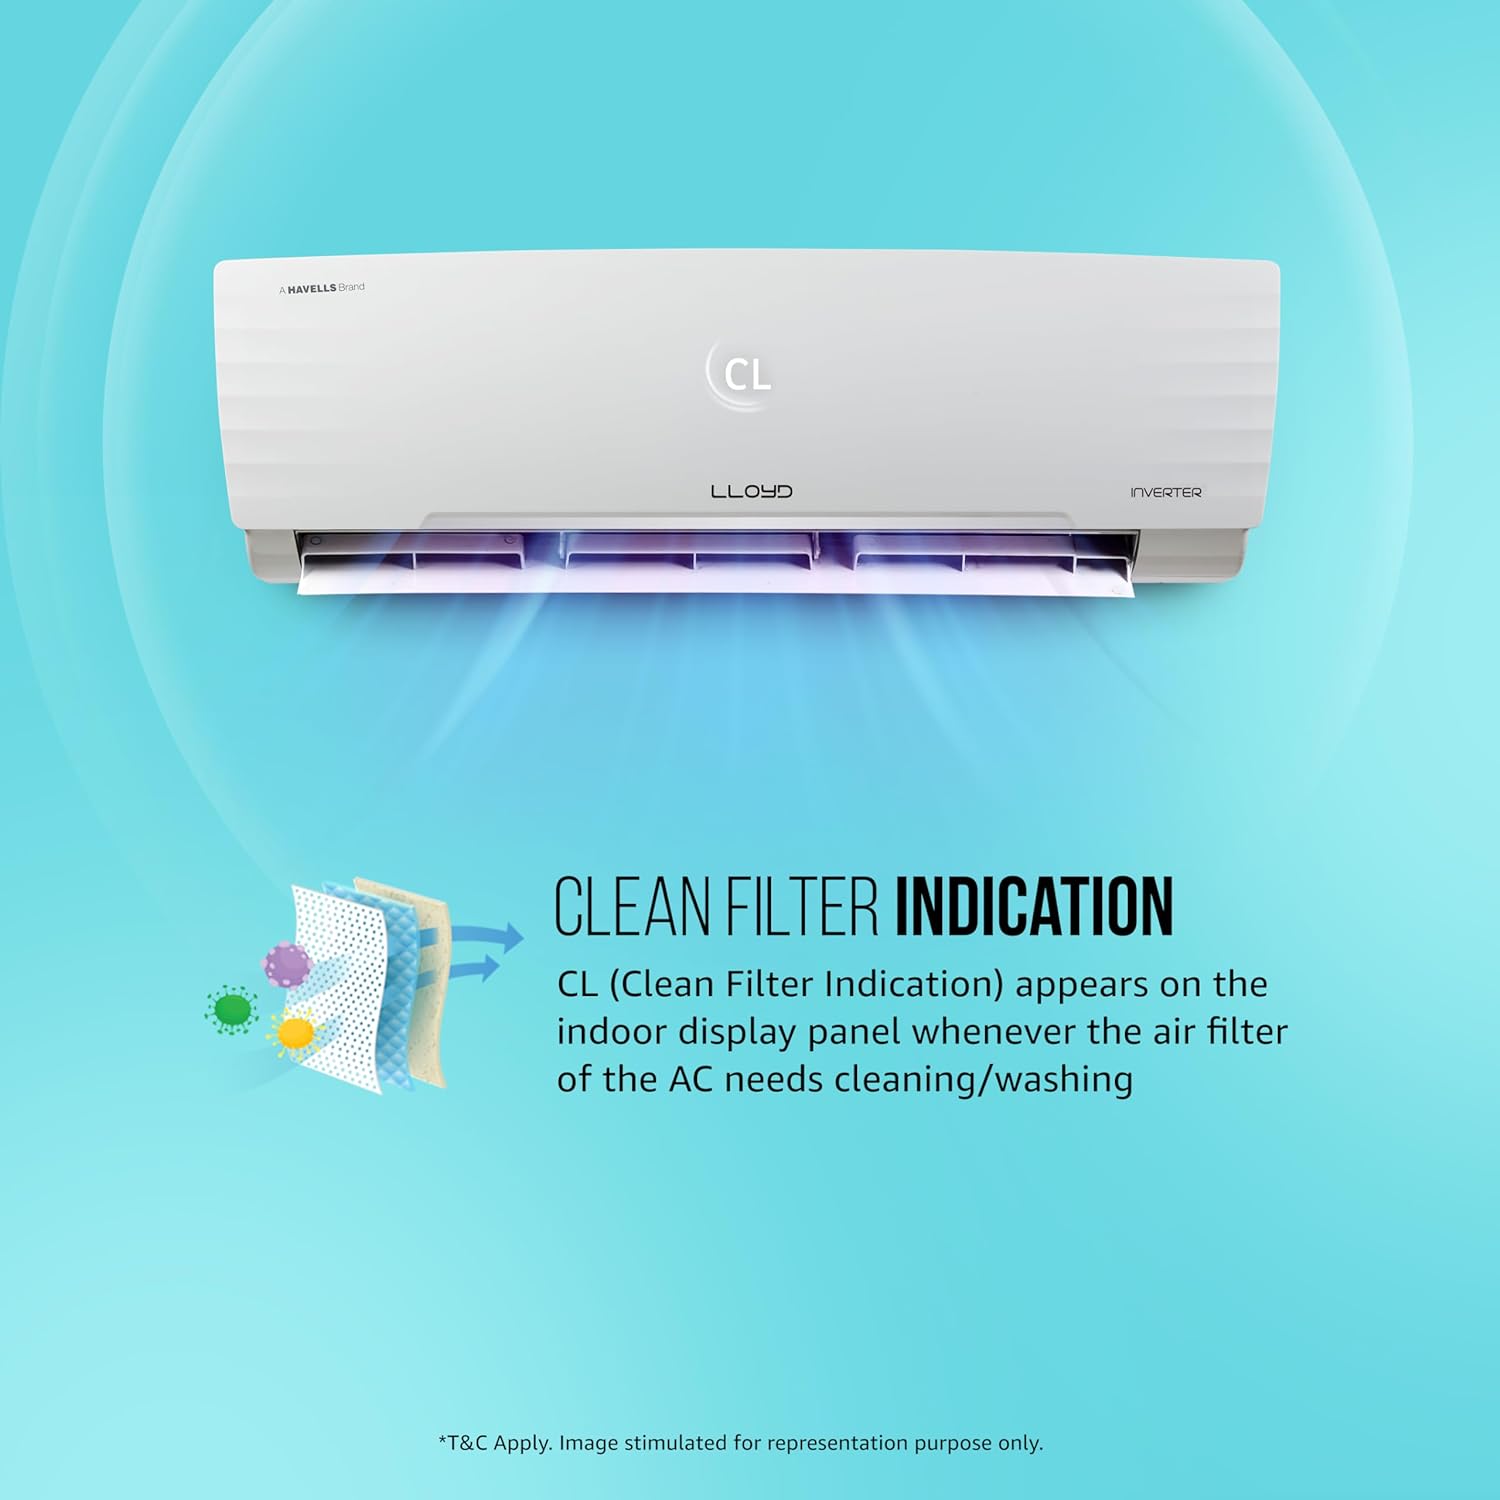 A HAVELLS Brand
CL
LLOYD
INVERTER
CLEAN FILTER INDICATION
CL (Clean Filter Indication) appears on the
indoor display panel whenever the air filter
of the AC needs cleaning/washing
*T&C Apply. Image stimulated for representation purpose only.